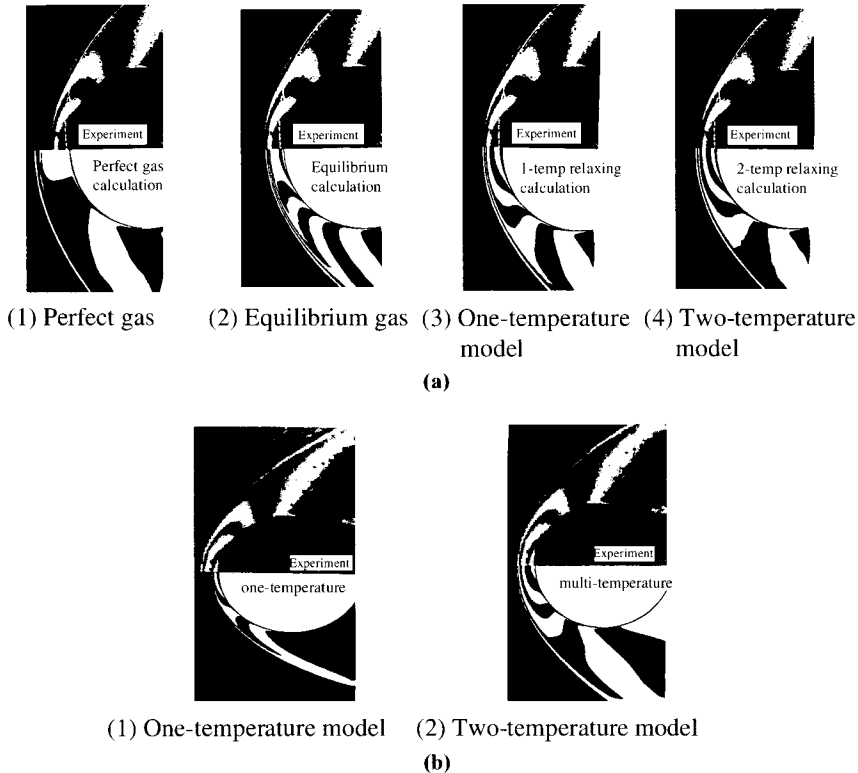 Experiment
Perfect gas
calculation
Experiment
Equilibrium
calculation
Experiment
1-temp relaxing
calculation
Experiment
2-temp relaxing
calculation
(1) Perfect gas
(2) Equilibrium gas
(3) One-temperature
model
(4) Two-temperature
model
(a)
Experiment
one-temperature
Experiment
multi-temperature
(1) One-temperature model
(2) Two-temperature model
(b)